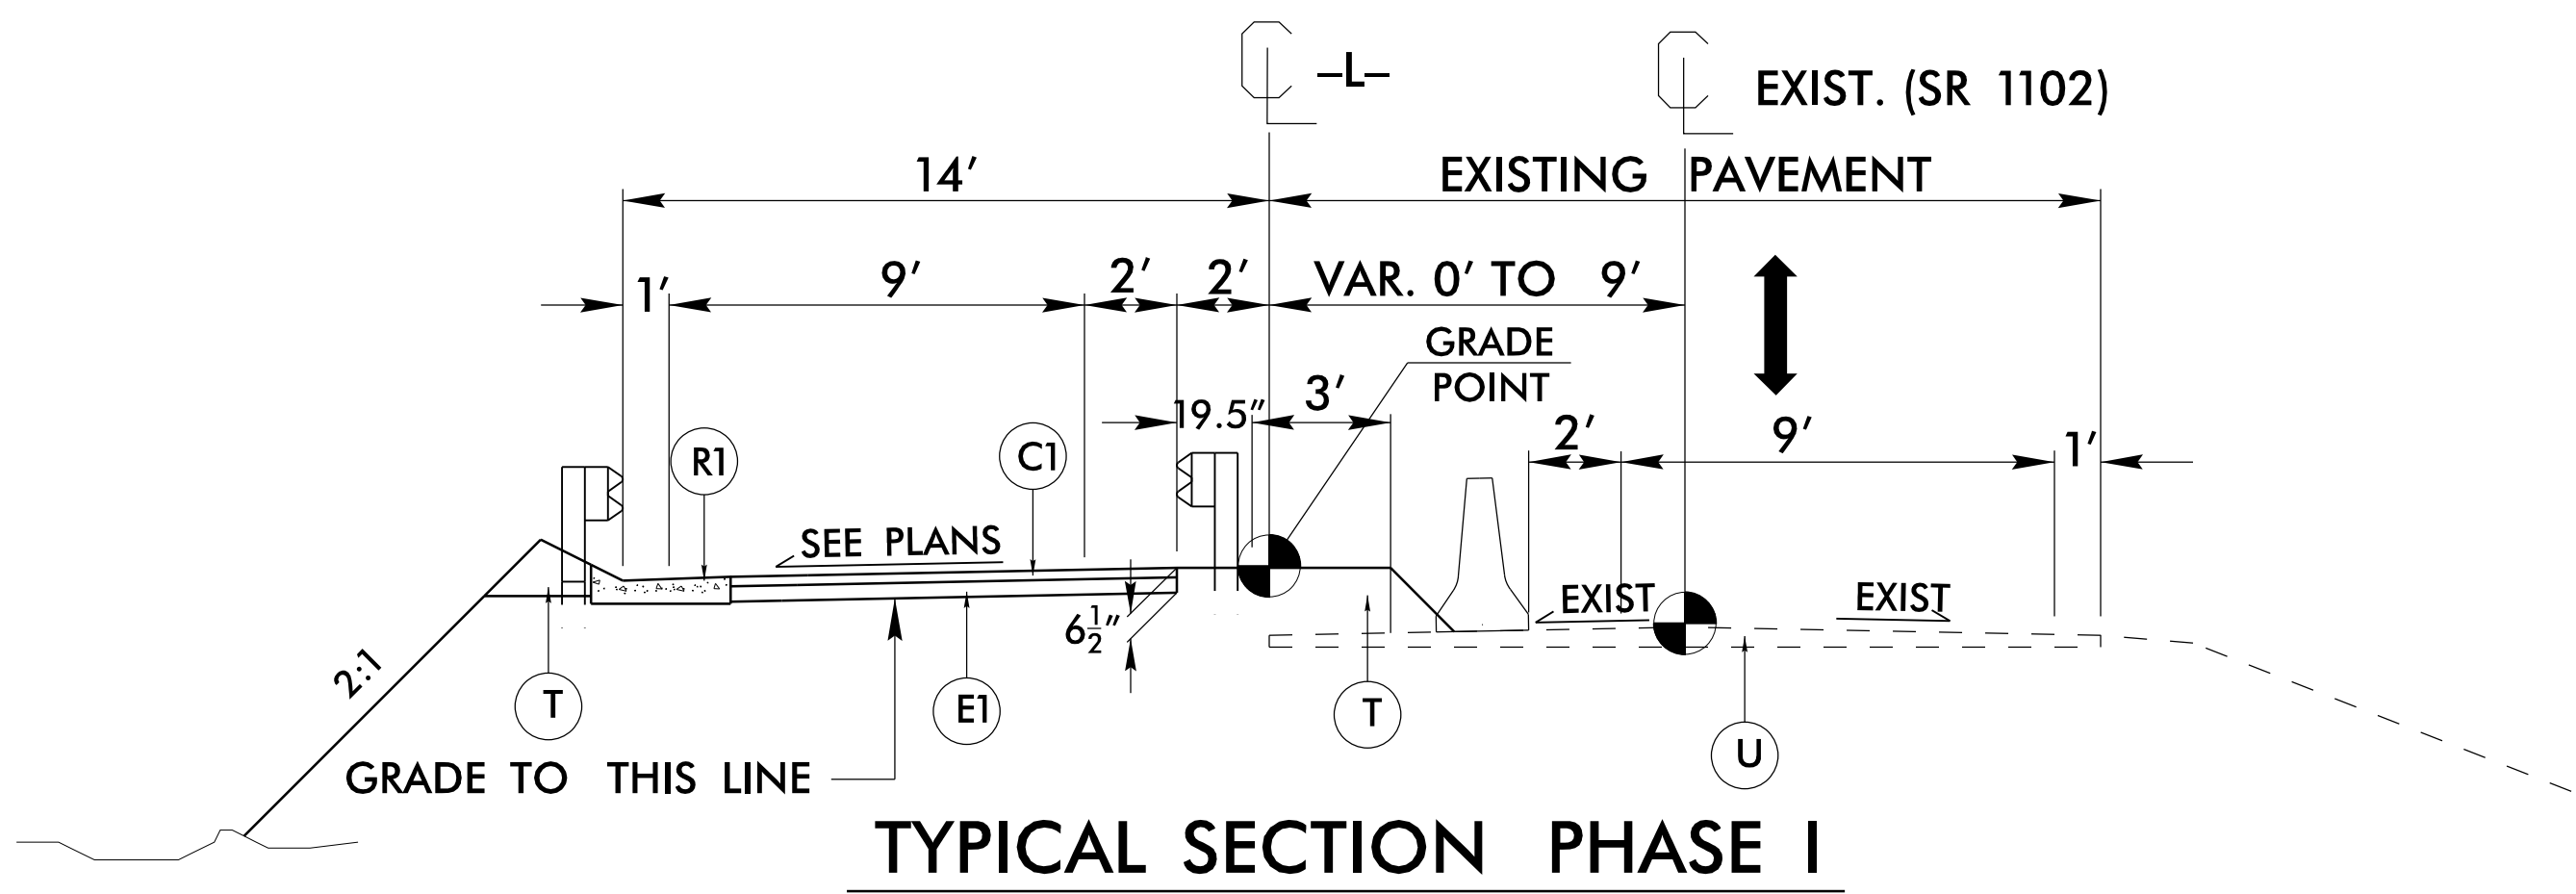 –L–
EXIST. (SR 1102)
14' EXISTING PAVEMENT
1' 9' 2' 2' VAR. 0' TO 9'
GRADE
POINT
19.5" 3'
2' 9' 1'
R1 C1
SEE PLANS
EXIST EXIST
6 1/2"
2:1
T E1 T U
GRADE TO THIS LINE
TYPICAL SECTION PHASE I